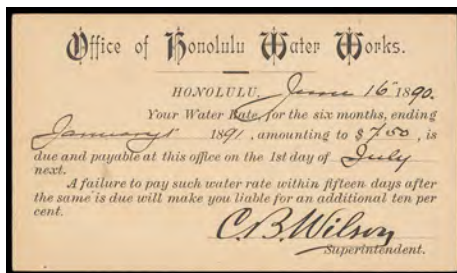 Office of Honolulu Water Works.
HONOLULU, June 16th 1890.
Your Water Rate, for the six months, ending
January 1st 1891, amounting to $ 7.50, is
due and payable at this office on the 1st day of July
next.
A failure to pay such water rate within fifteen days after
the same is due will make you liable for an additional ten per
cent.
C. B. Wilson
Superintendent.